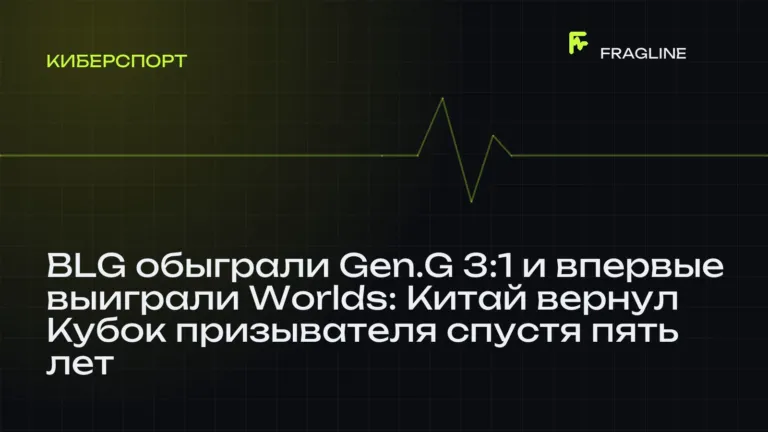 КИБЕРСПОРТ
FRAGLINE
BLG обыграли Gen.G 3:1 и впервые
выиграли Worlds: Китай вернул
Кубок призывателя спустя пять
лет